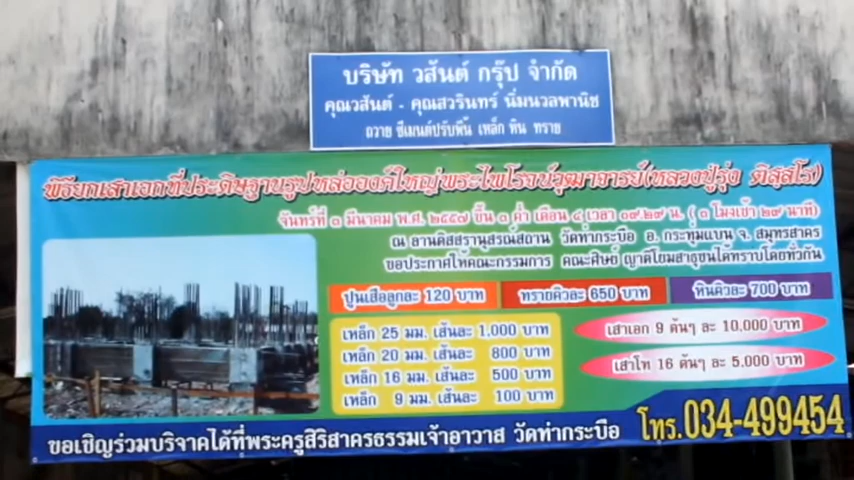 บริษัท วสันต์ กรุ๊ป จำกัด
คุณวสันต์ - คุณสวรินทร์ นิ่มนวลพานิช
ถวาย ซีเมนต์ปรับพื้น เหล็ก หิน ทราย
พิธียกเสาเอกที่ประดิษฐานรูปหล่อองค์ใหญ่พระไพโรจน์วุฒาจารย์(หลวงปู่รุ่ง ติสฺสโร)
จันทร์ที่ ๓ มีนาคม พ.ศ. ๒๕๕๗ ขึ้น ๓ ค่ำ เดือน ๔ เวลา ๐๙.๒๙ น. ( ๓ โมงเช้า ๒๙ นาที)
ณ ลานติสสรานุสรณ์สถาน วัดท่ากระบือ อ. กระทุ่มแบน จ. สมุทรสาคร
ขอประกาศให้คณะกรรมการ คณะศิษย์ ญาติโยมสาธุชนได้ทราบโดยทั่วกัน
ปูนเสือลูกละ 120 บาท ทรายคิวละ 650 บาท หินคิวละ 700 บาท
เหล็ก 25 มม. เส้นละ 1,000 บาท
เหล็ก 20 มม. เส้นละ 800 บาท
เหล็ก 16 มม. เส้นละ 500 บาท
เหล็ก 9 มม. เส้นละ 100 บาท
เสาเอก 9 ต้นๆ ละ 10,000 บาท
เสาโท 16 ต้นๆ ละ 5,000 บาท
ขอเชิญร่วมบริจาคได้ที่พระครูสิริสาครธรรมเจ้าอาวาส วัดท่ากระบือ โทร.034-499454